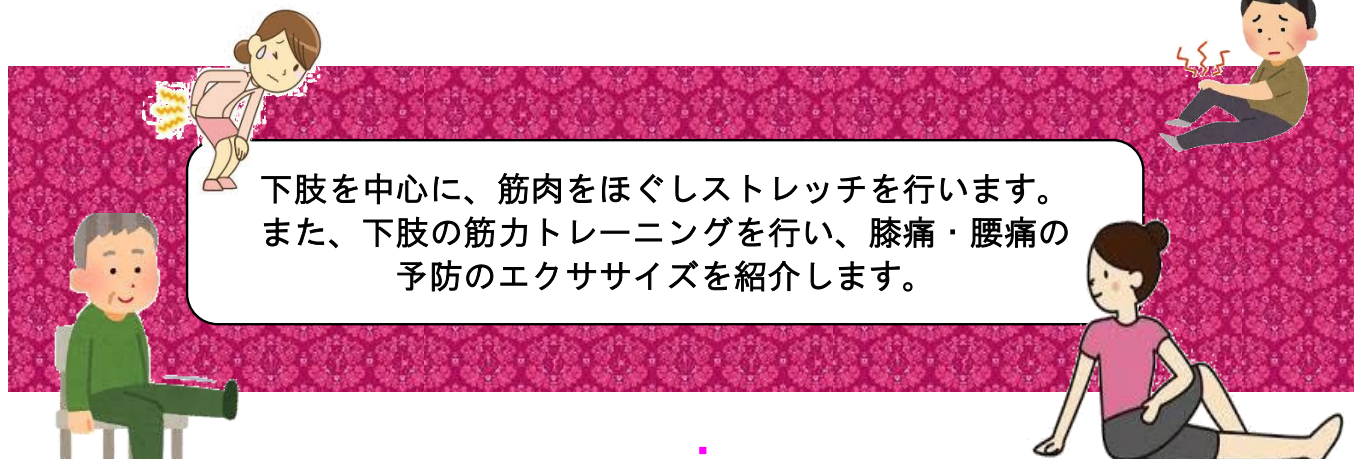 下肢を中心に、筋肉をほぐしストレッチを行います。
また、下肢の筋力トレーニングを行い、膝痛・腰痛の
予防のエクササイズを紹介します。